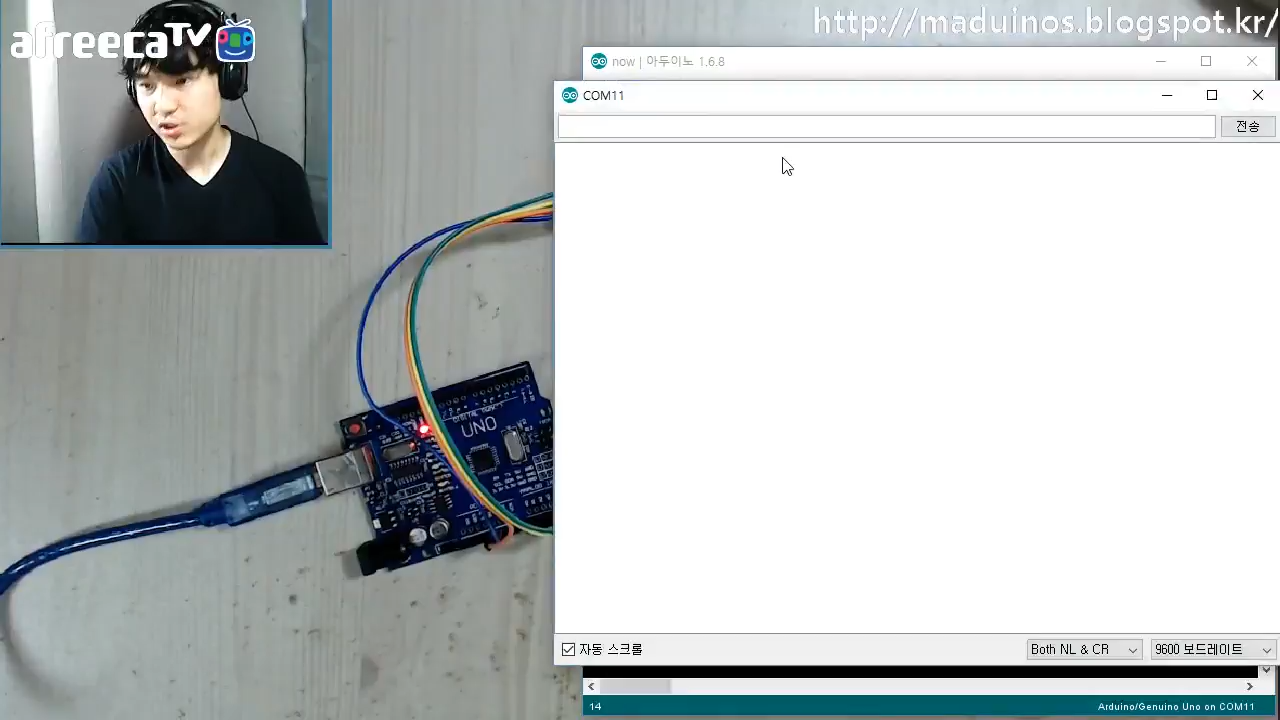 afreecaTV
http://maduinos.blogspot.kr/
now | 아두이노 1.6.8
COM11
전송
UNO
자동 스크롤
Both NL & CR
9600 보드레이트
14
Arduino/Genuino Uno on COM11